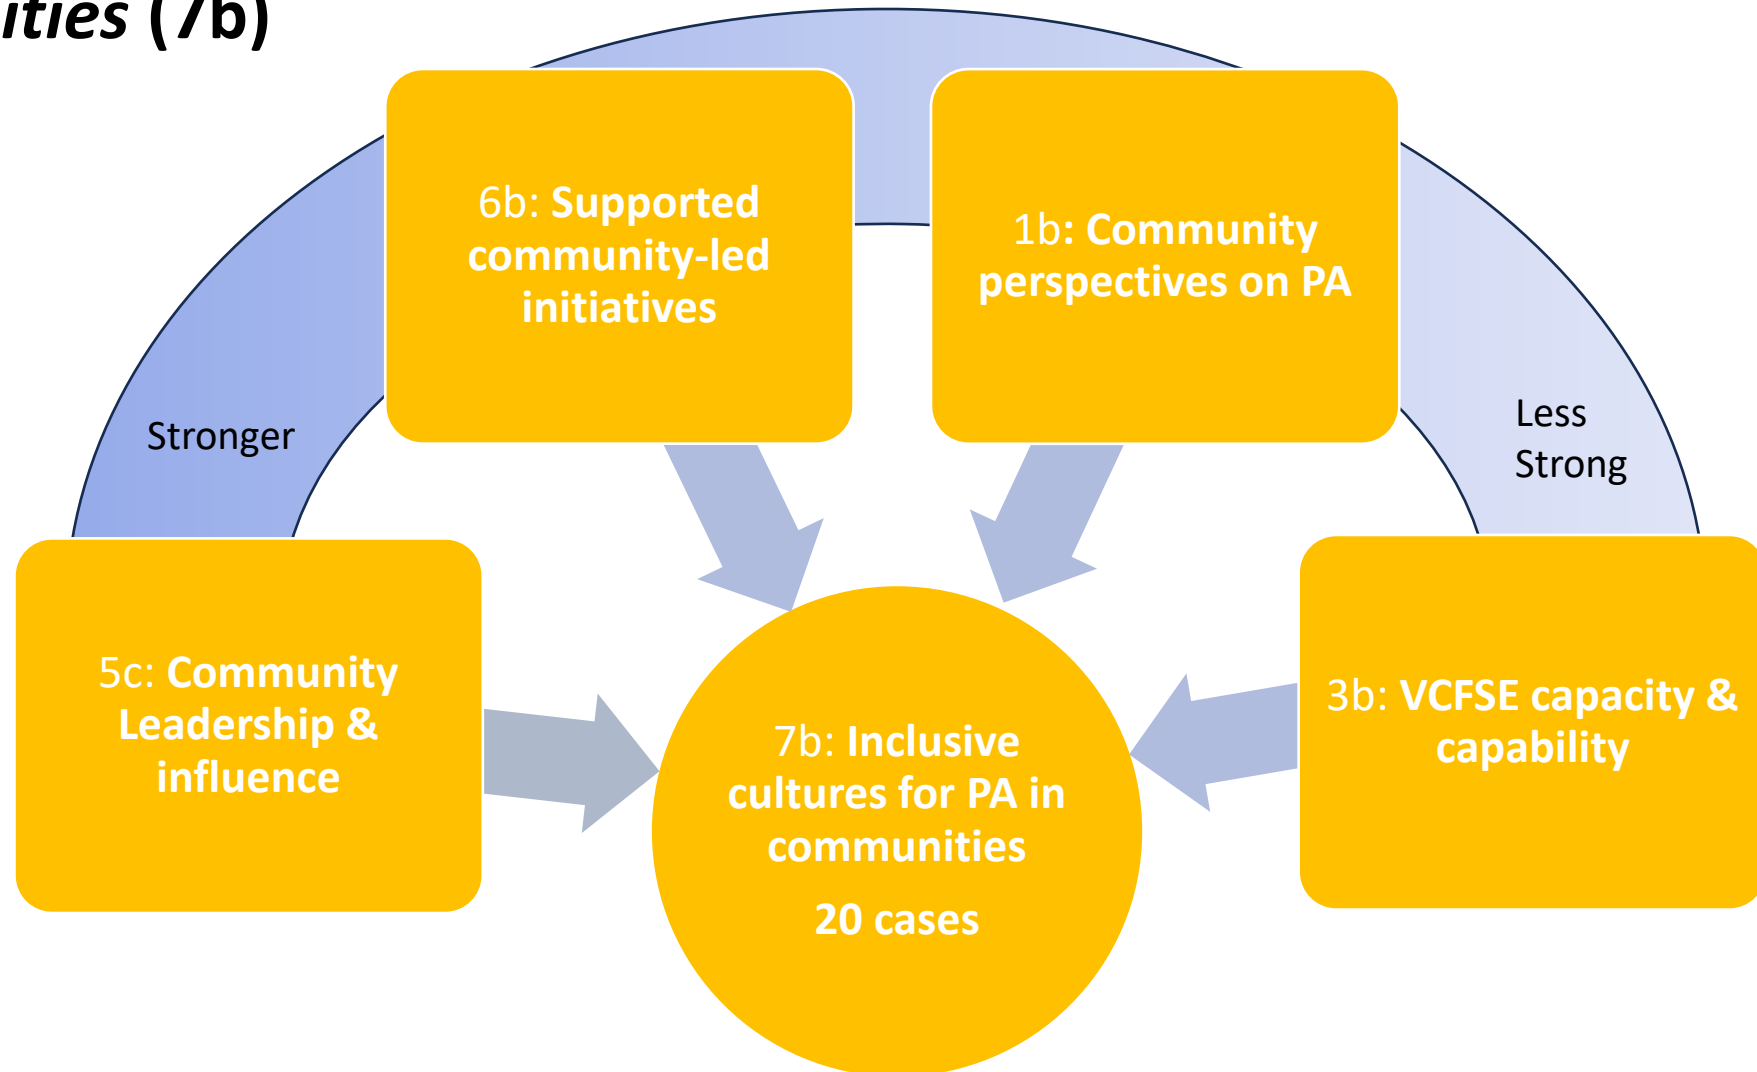 ities (7b)
6b: Supported
community-led
initiatives
1b: Community
perspectives on PA
Stronger
Less
Strong
5c: Community
Leadership &
influence
7b: Inclusive
cultures for PA in
communities
20 cases
3b: VCFSE capacity &
capability